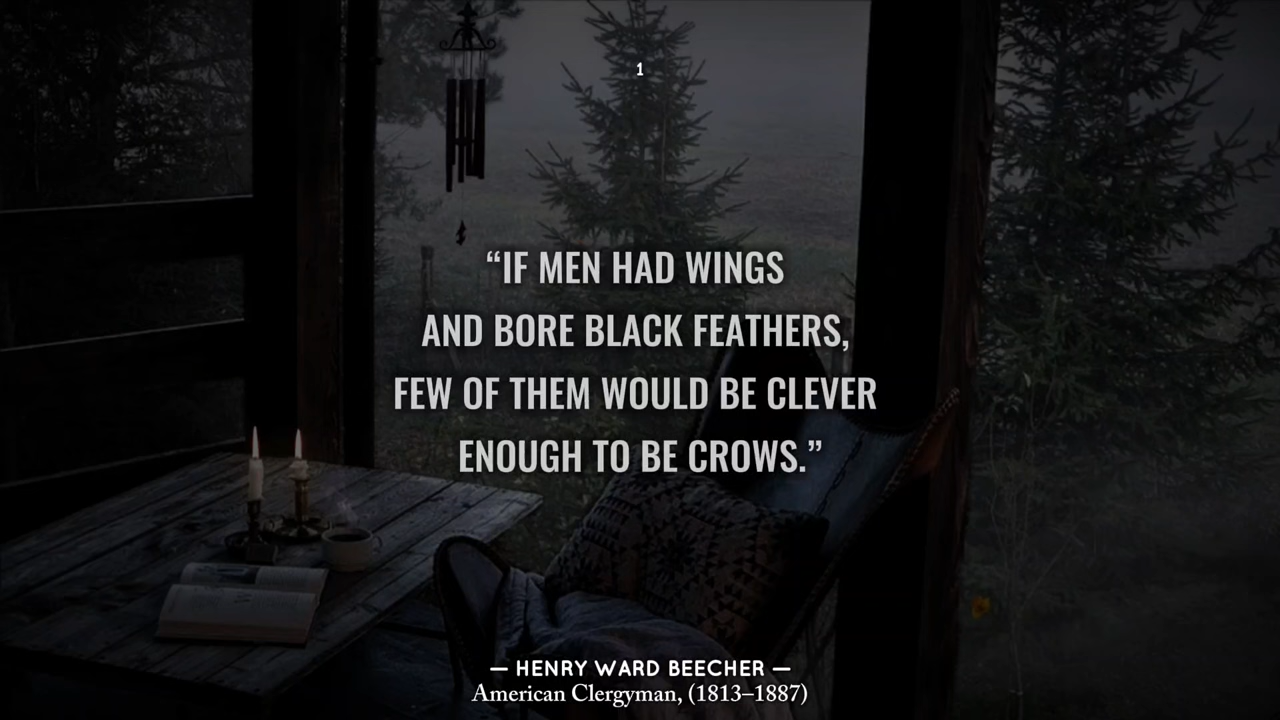 1
“IF MEN HAD WINGS
AND BORE BLACK FEATHERS,
FEW OF THEM WOULD BE CLEVER
ENOUGH TO BE CROWS.”
— HENRY WARD BEECHER —
American Clergyman, (1813–1887)